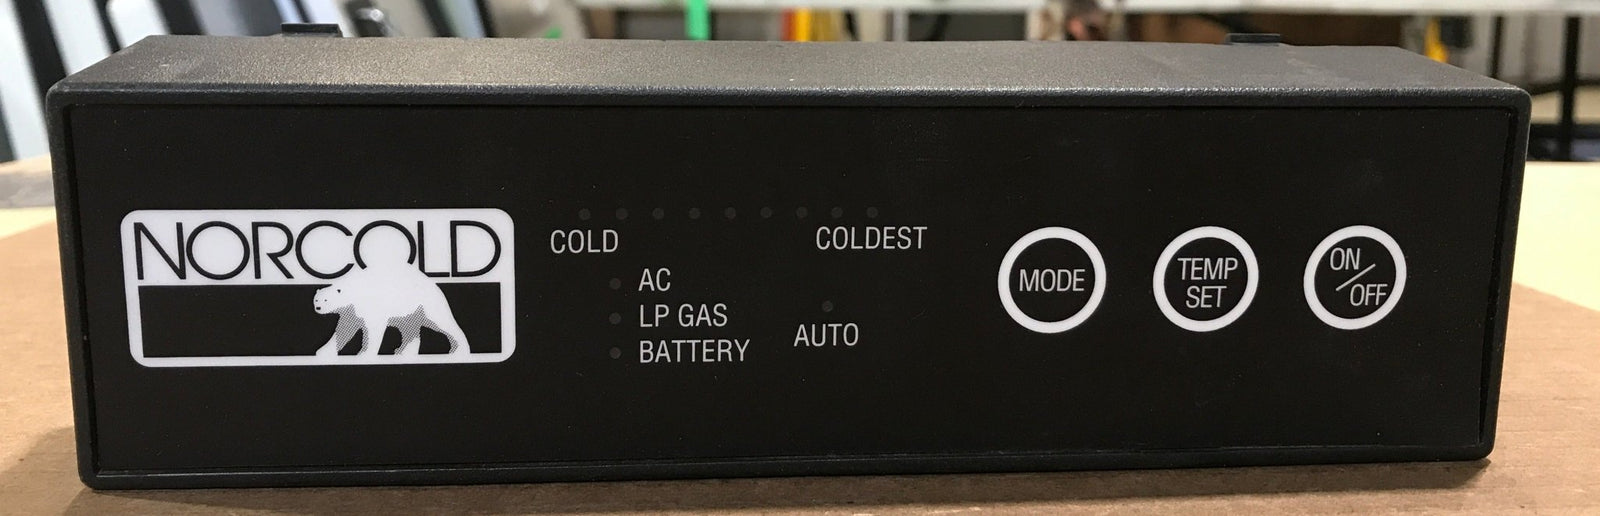 NORCOLD
COLD
COLDEST
AC
LP GAS
BATTERY
AUTO
MODE
TEMP
SET
ON
/OFF